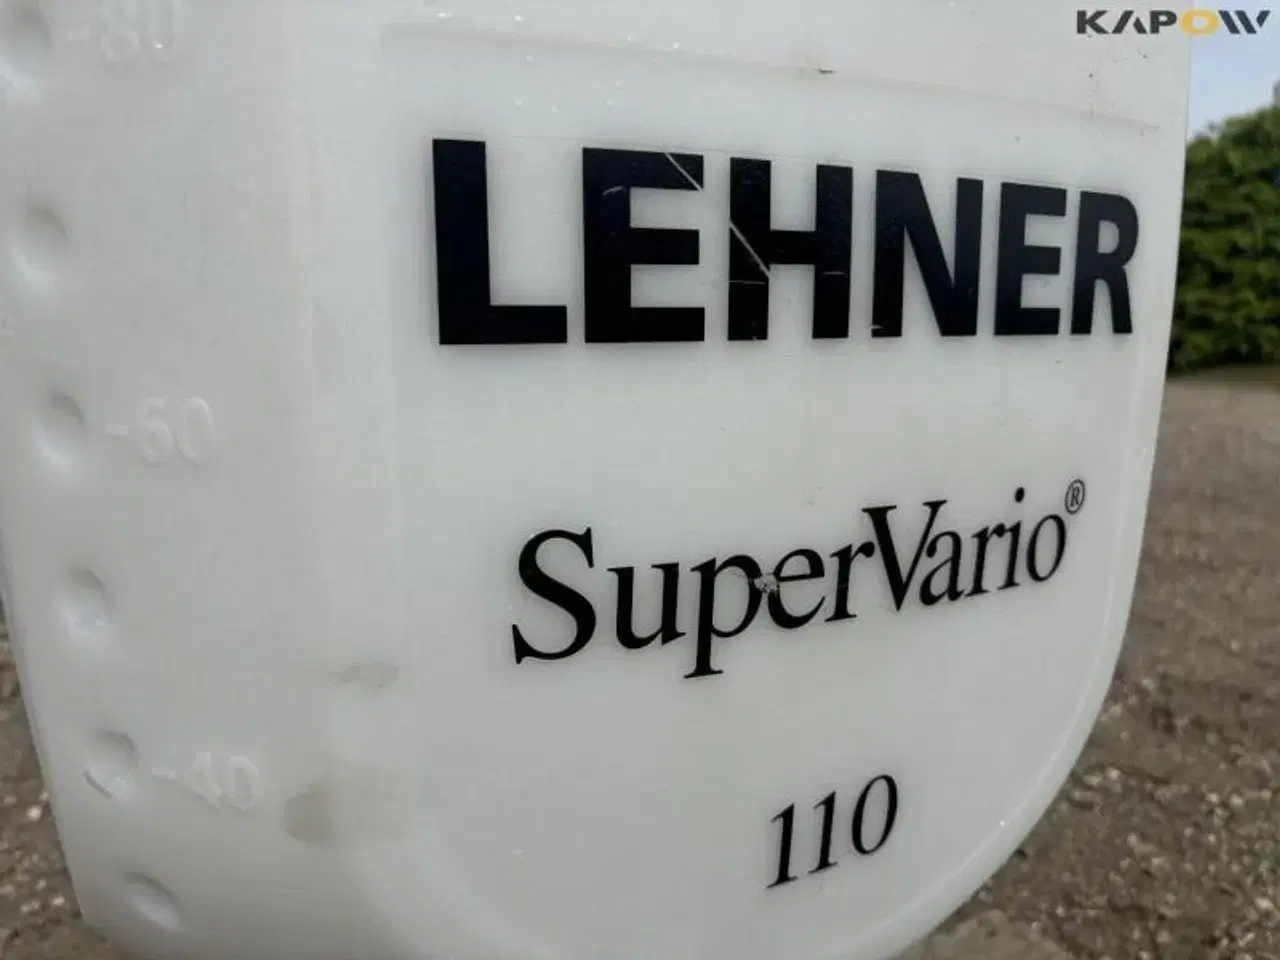 KAPOW
-80
LEHNER
-60
SuperVario®
-40
110